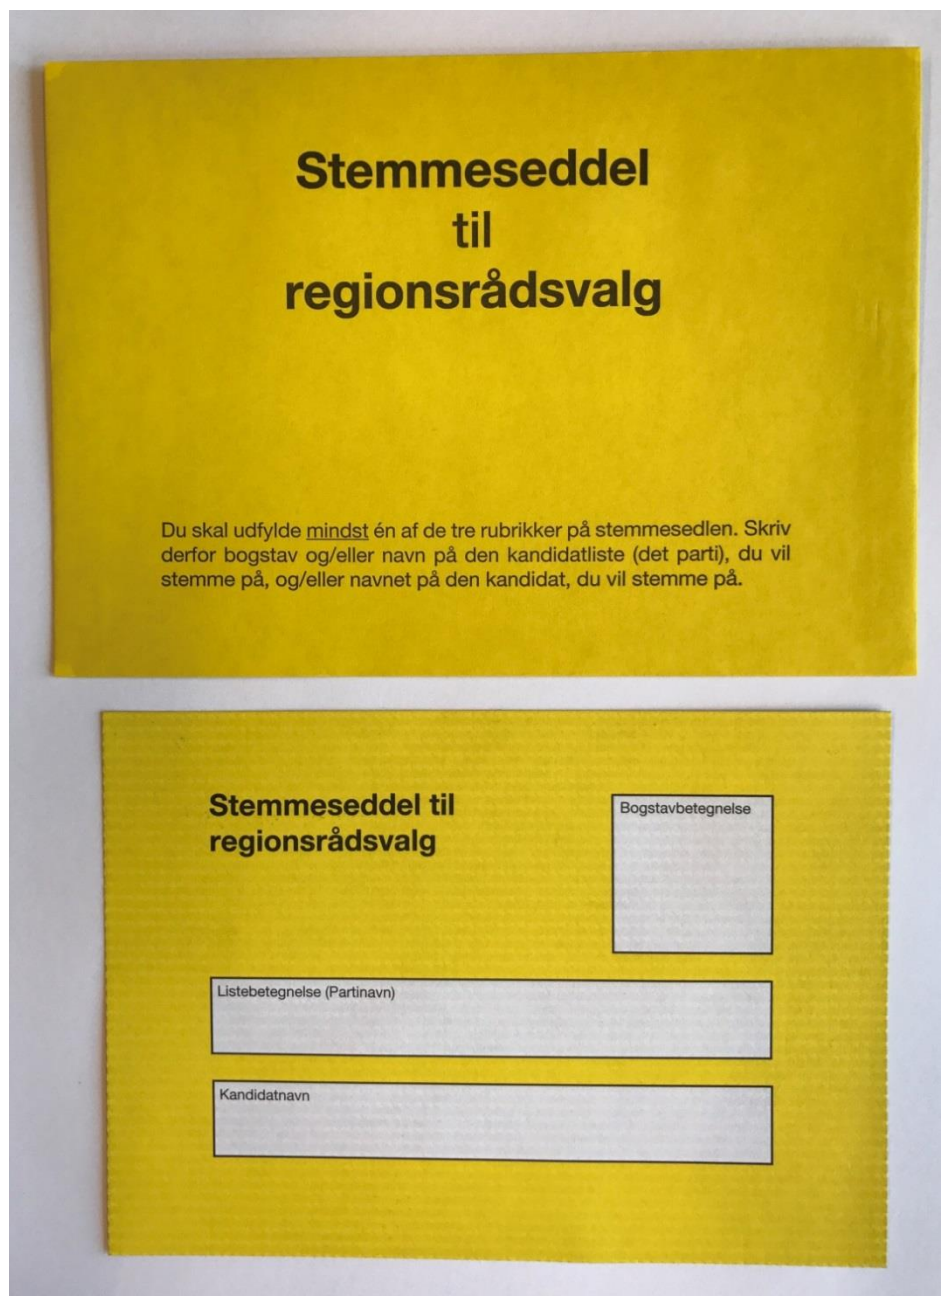 Stemmeseddel
til
regionsrådsvalg
Du skal udfylde mindst én af de tre rubrikker på stemmesedlen. Skriv
derfor bogstav og/eller navn på den kandidatliste (det parti), du vil
stemme på, og/eller navnet på den kandidat, du vil stemme på.
Stemmeseddel til
regionsrådsvalg
Bogstavbetegnelse
Listebetegnelse (Partinavn)
Kandidatnavn